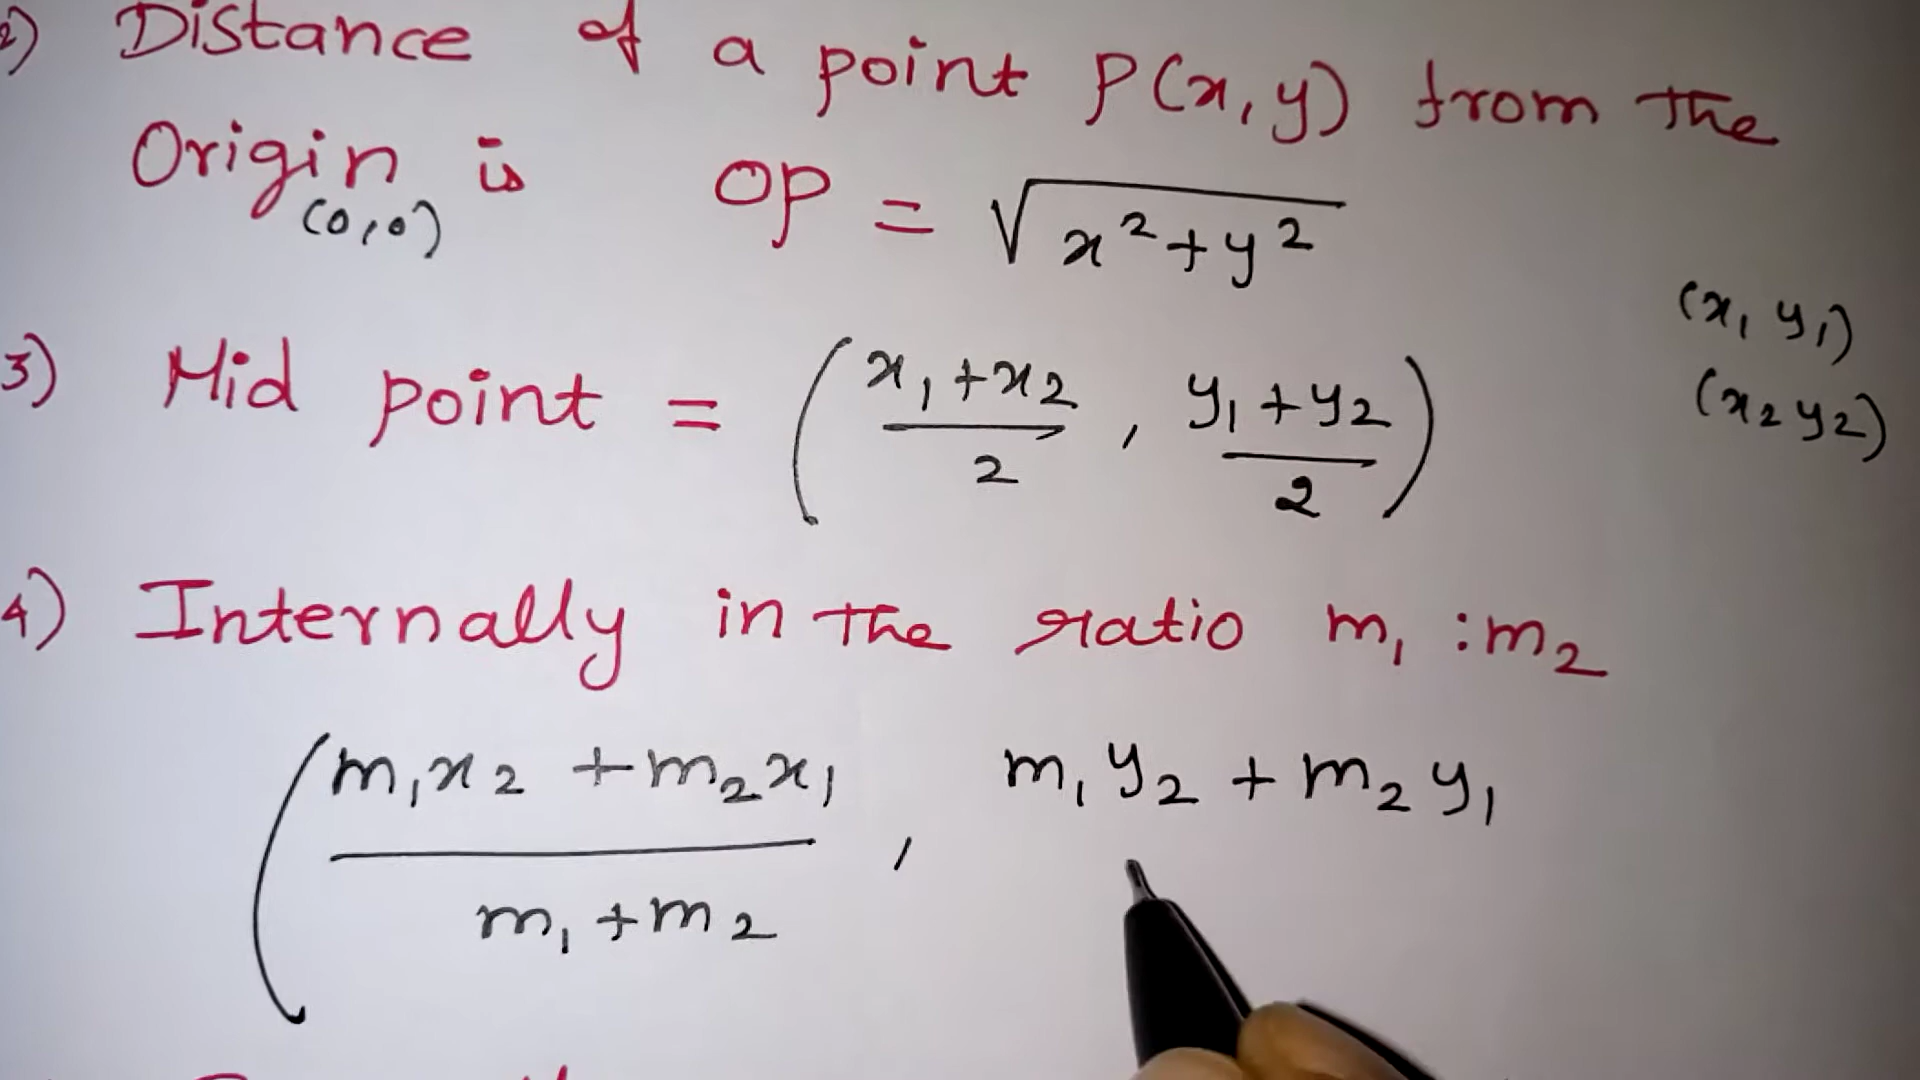 2) Distance of a point P(x, y) from the
Origin is OP = √x²+y²
(0,0)
(x₁ y₁)
3) Mid point = (x₁+x₂/2 , y₁+y₂/2)
(x₂ y₂)
4) Internally in the ratio m₁ : m₂
(m₁x₂ + m₂x₁ , m₁y₂ + m₂y₁
m₁ + m₂